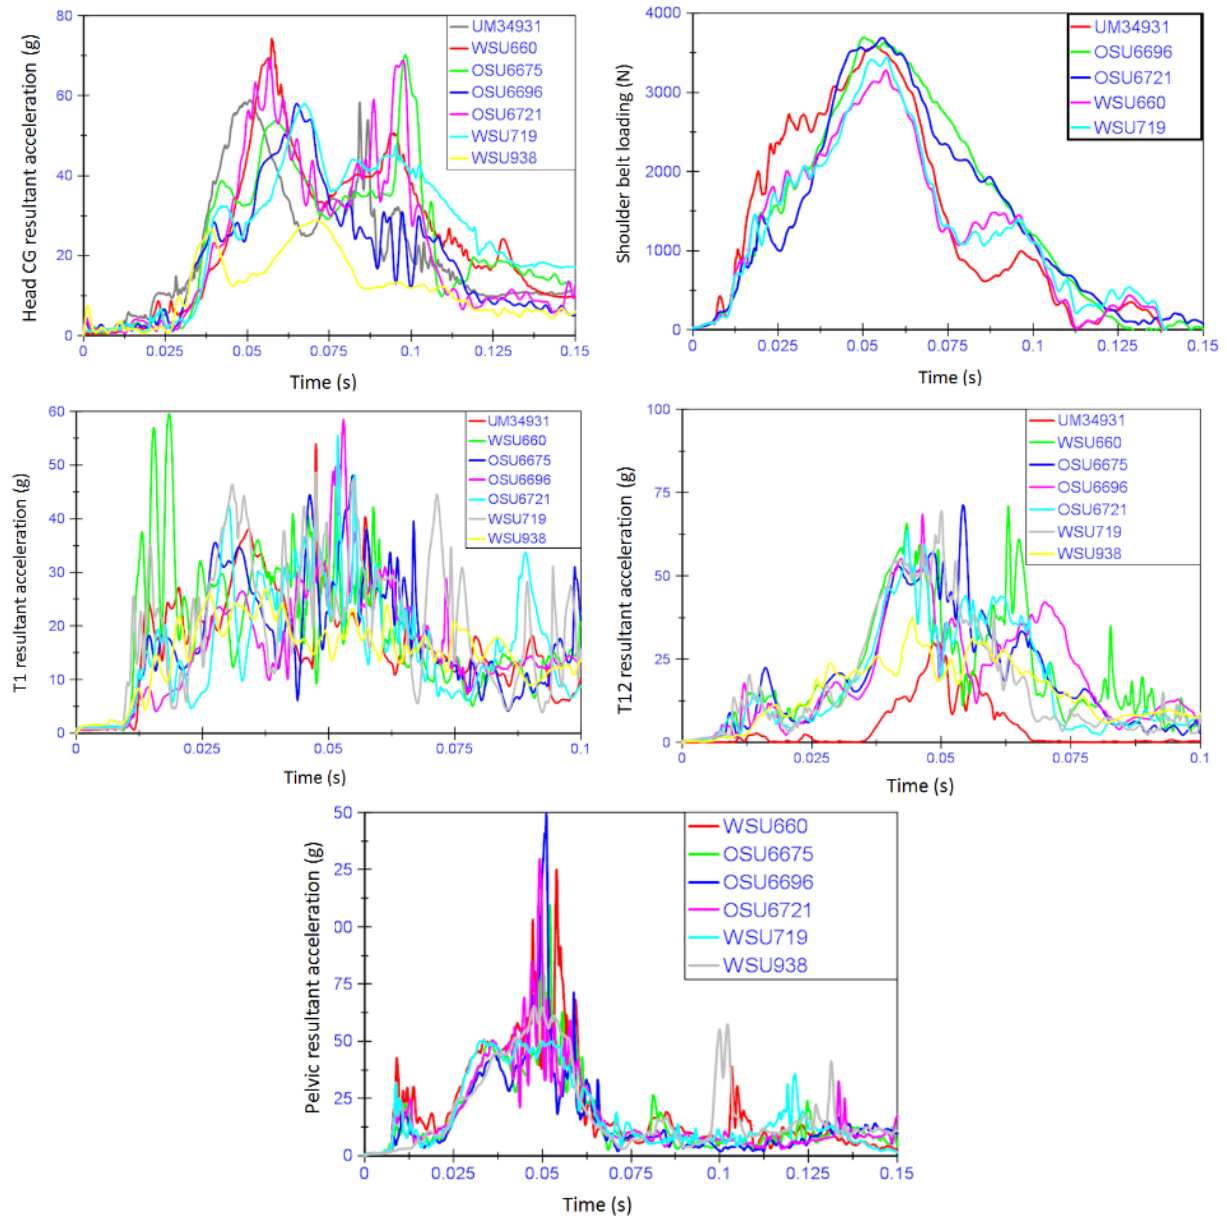 Head CG resultant acceleration (g)
80
60
40
20
0
UM34931
WSU660
OSU6675
OSU6696
OSU6721
WSU719
WSU938
0 0.025 0.05 0.075 0.1 0.125 0.15
Time (s)
Shoulder belt loading (N)
4000
3000
2000
1000
0
UM34931
OSU6696
OSU6721
WSU660
WSU719
0 0.025 0.05 0.075 0.1 0.125 0.15
Time (s)
T1 resultant acceleration (g)
60
50
40
30
20
10
0
UM34931
WSU660
OSU6675
OSU6696
OSU6721
WSU719
WSU938
0 0.025 0.05 0.075 0.1
Time (s)
T12 resultant acceleration (g)
100
75
50
25
0
UM34931
WSU660
OSU6675
OSU6696
OSU6721
WSU719
WSU938
0 0.025 0.05 0.075 0.1
Time (s)
Pelvic resultant acceleration (g)
50
25
00
75
50
25
0
WSU660
OSU6675
OSU6696
OSU6721
WSU719
WSU938
0 0.025 0.05 0.075 0.1 0.125 0.15
Time (s)